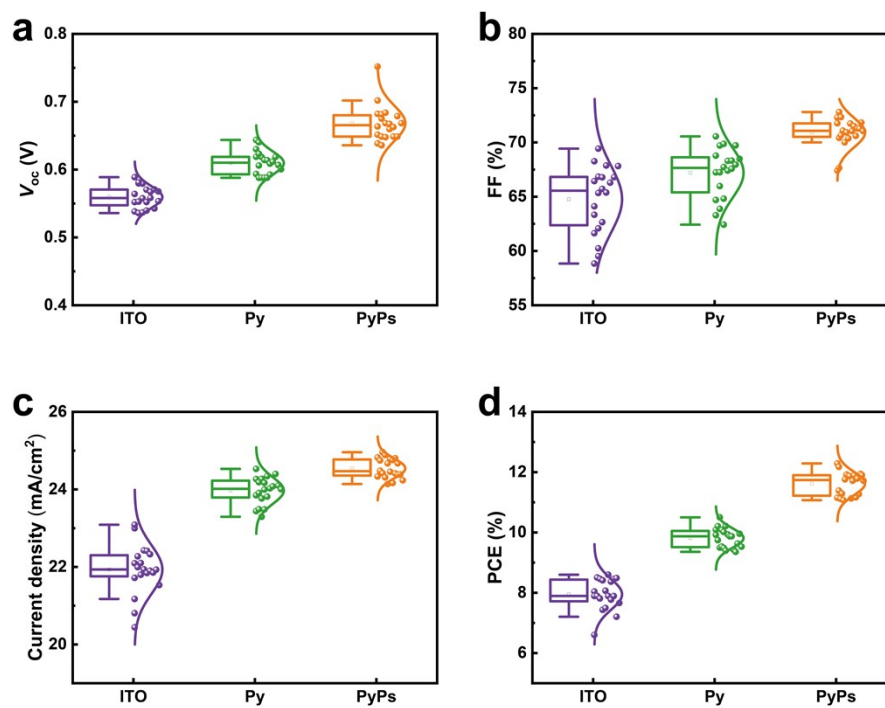 a
0.8
0.7
0.6
0.5
0.4
Voc (V)
ITO
Py
PyPs
b
80
75
70
65
60
55
FF (%)
ITO
Py
PyPs
c
26
24
22
20
Current density (mA/cm²)
ITO
Py
PyPs
d
14
12
10
8
6
PCE (%)
ITO
Py
PyPs